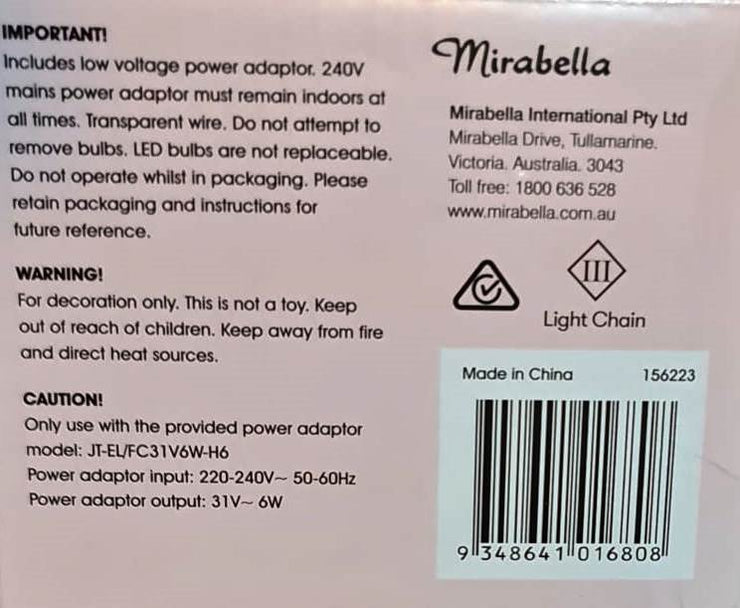 IMPORTANT!
Includes low voltage power adaptor. 240V
mains power adaptor must remain indoors at
all times. Transparent wire. Do not attempt to
remove bulbs. LED bulbs are not replaceable.
Do not operate whilst in packaging. Please
retain packaging and instructions for
future reference.
WARNING!
For decoration only. This is not a toy. Keep
out of reach of children. Keep away from fire
and direct heat sources.
CAUTION!
Only use with the provided power adaptor
model: JT-EL/FC31V6W-H6
Power adaptor input: 220-240V~ 50-60Hz
Power adaptor output: 31V~ 6W
Mirabella
Mirabella International Pty Ltd
Mirabella Drive, Tullamarine.
Victoria. Australia. 3043
Toll free: 1800 636 528
www.mirabella.com.au
III
Light Chain
Made in China 156223
9 348641 016808